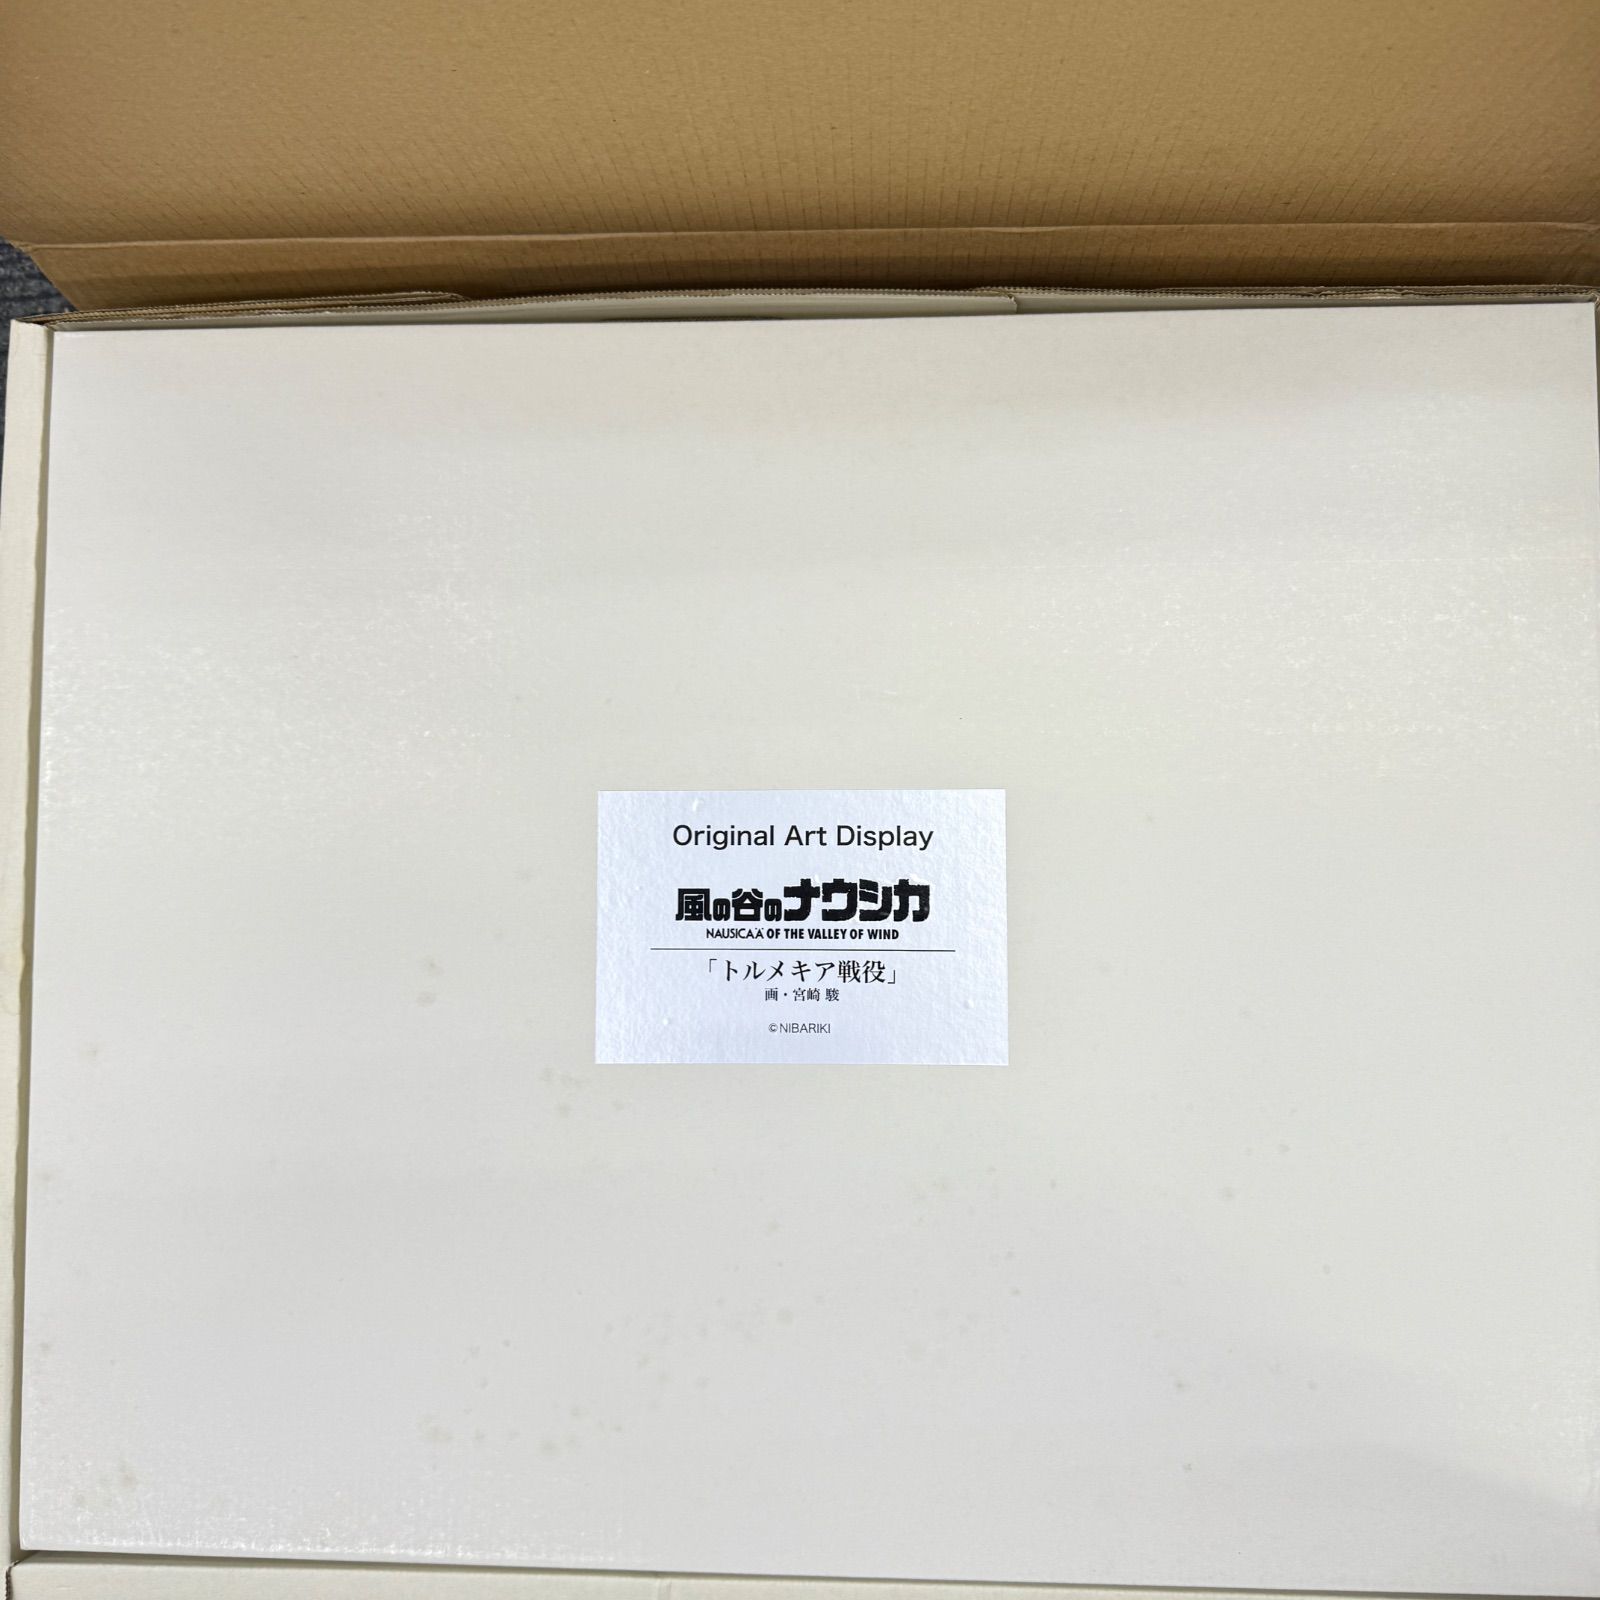 Original Art Display
風の谷のナウシカ
NAUSICAÄ OF THE VALLEY OF WIND
「トルメキア戦役」
画・宮崎 駿
©NIBARIKI